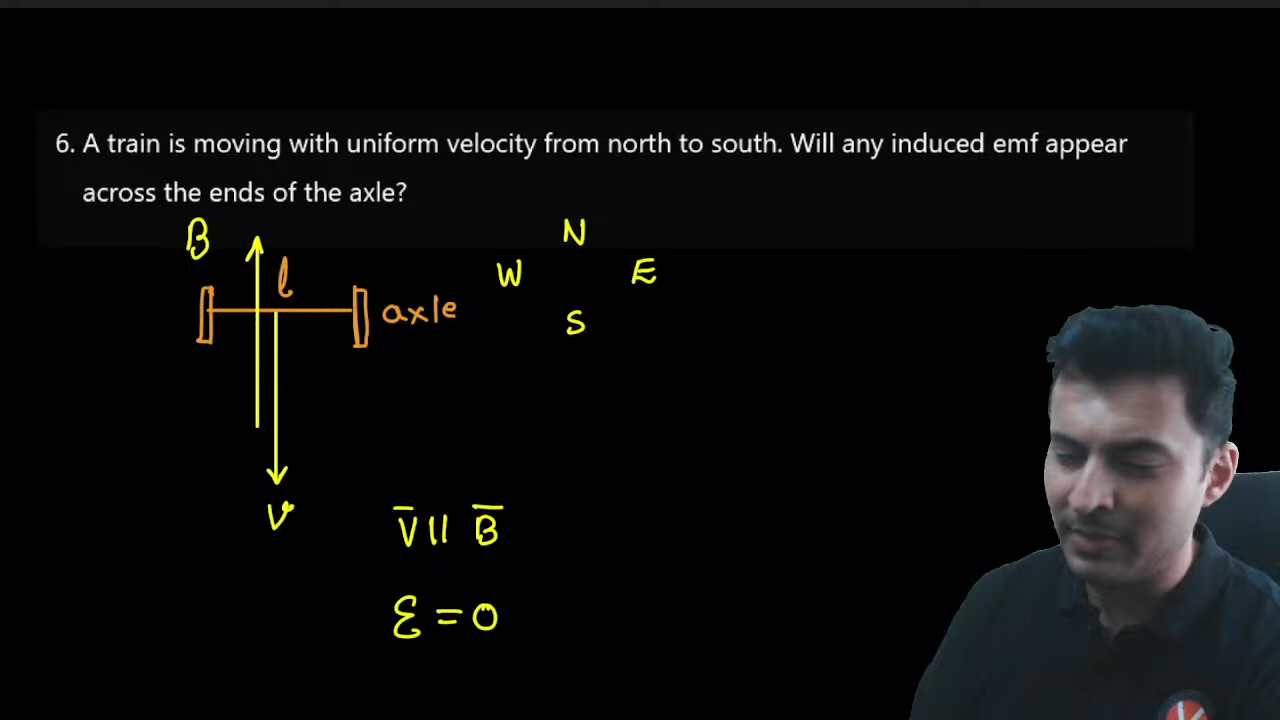 6. A train is moving with uniform velocity from north to south. Will any induced emf appear
across the ends of the axle?
B
l
axle
N
W E
S
V
V̅ || B̅
ℰ = 0